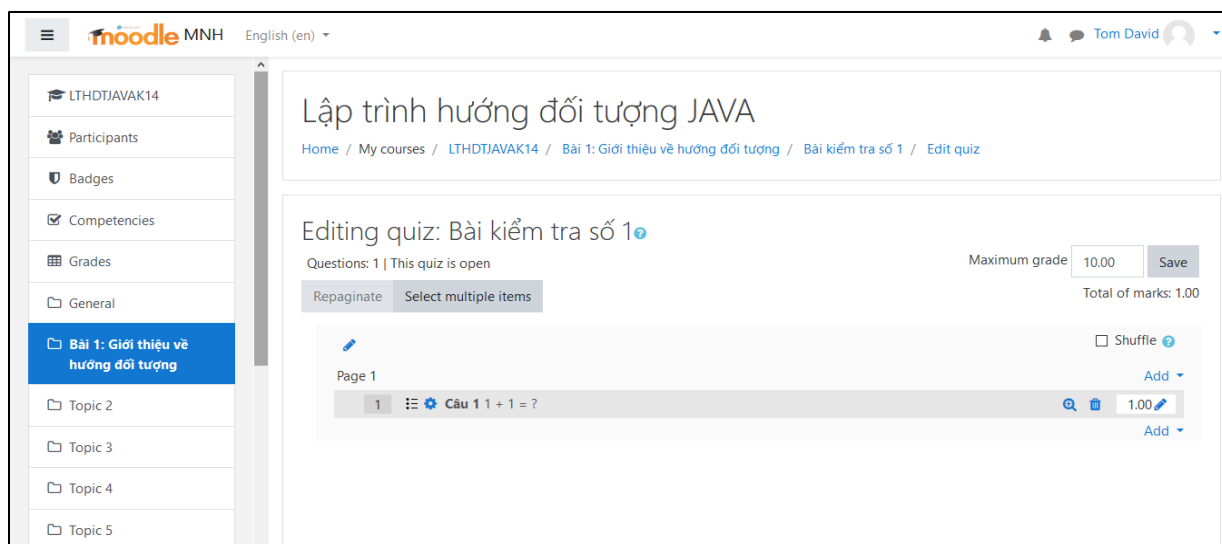 moodle MNH English (en) Tom David
LTHDTJAVAK14
Participants
Badges
Competencies
Grades
General
Bài 1: Giới thiệu về
hướng đối tượng
Topic 2
Topic 3
Topic 4
Topic 5
Lập trình hướng đối tượng JAVA
Home / My courses / LTHDTJAVAK14 / Bài 1: Giới thiệu về hướng đối tượng / Bài kiểm tra số 1 / Edit quiz
Editing quiz: Bài kiểm tra số 1
Questions: 1 | This quiz is open
Maximum grade 10.00 Save
Repaginate Select multiple items
Total of marks: 1.00
Shuffle
Page 1 Add
1 Câu 1 1 + 1 = ? 1.00
Add